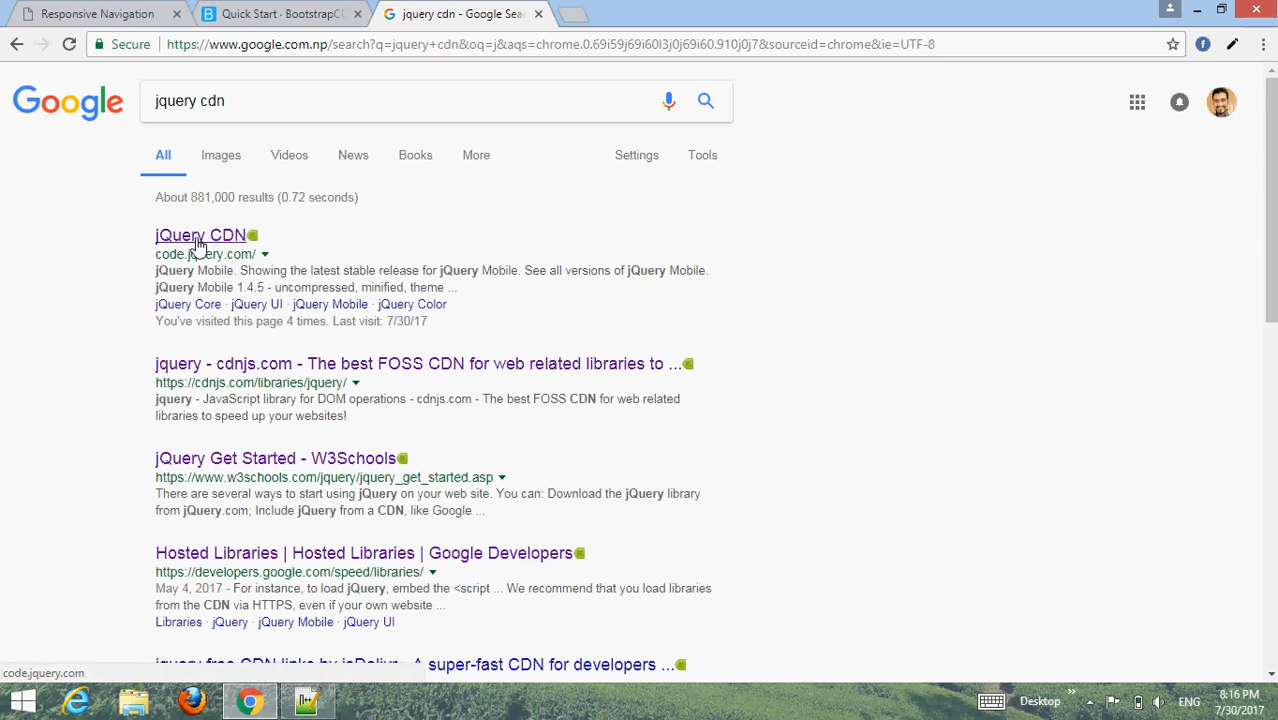 Responsive Navigation
Quick Start · BootstrapCD
jquery cdn - Google Sea
Secure
https://www.google.com.np/search?q=jquery+cdn&oq=j&aqs=chrome.0.69i59j69i60l3j0j69i60.910j0j7&sourceid=chrome&ie=UTF-8
Google
jquery cdn
All
Images
Videos
News
Books
More
Settings
Tools
About 881,000 results (0.72 seconds)
jQuery CDN
code.jquery.com/
jQuery Mobile. Showing the latest stable release for jQuery Mobile. See all versions of jQuery Mobile.
jQuery Mobile 1.4.5 - uncompressed, minified, theme ...
jQuery Core · jQuery UI · jQuery Mobile · jQuery Color
You've visited this page 4 times. Last visit: 7/30/17
jquery - cdnjs.com - The best FOSS CDN for web related libraries to ...
https://cdnjs.com/libraries/jquery/
jquery - JavaScript library for DOM operations - cdnjs.com - The best FOSS CDN for web related
libraries to speed up your websites!
jQuery Get Started - W3Schools
https://www.w3schools.com/jquery/jquery_get_started.asp
There are several ways to start using jQuery on your web site. You can: Download the jQuery library
from jQuery.com; Include jQuery from a CDN, like Google ...
Hosted Libraries | Hosted Libraries | Google Developers
https://developers.google.com/speed/libraries/
May 4, 2017 - For instance, to load jQuery, embed the <script ... We recommend that you load libraries
from the CDN via HTTPS, even if your own website ...
Libraries · jQuery · jQuery Mobile · jQuery UI
jquery free CDN links by jsDelivr - A super-fast CDN for developers ...
code.jquery.com
Desktop
ENG
8:16 PM
7/30/2017